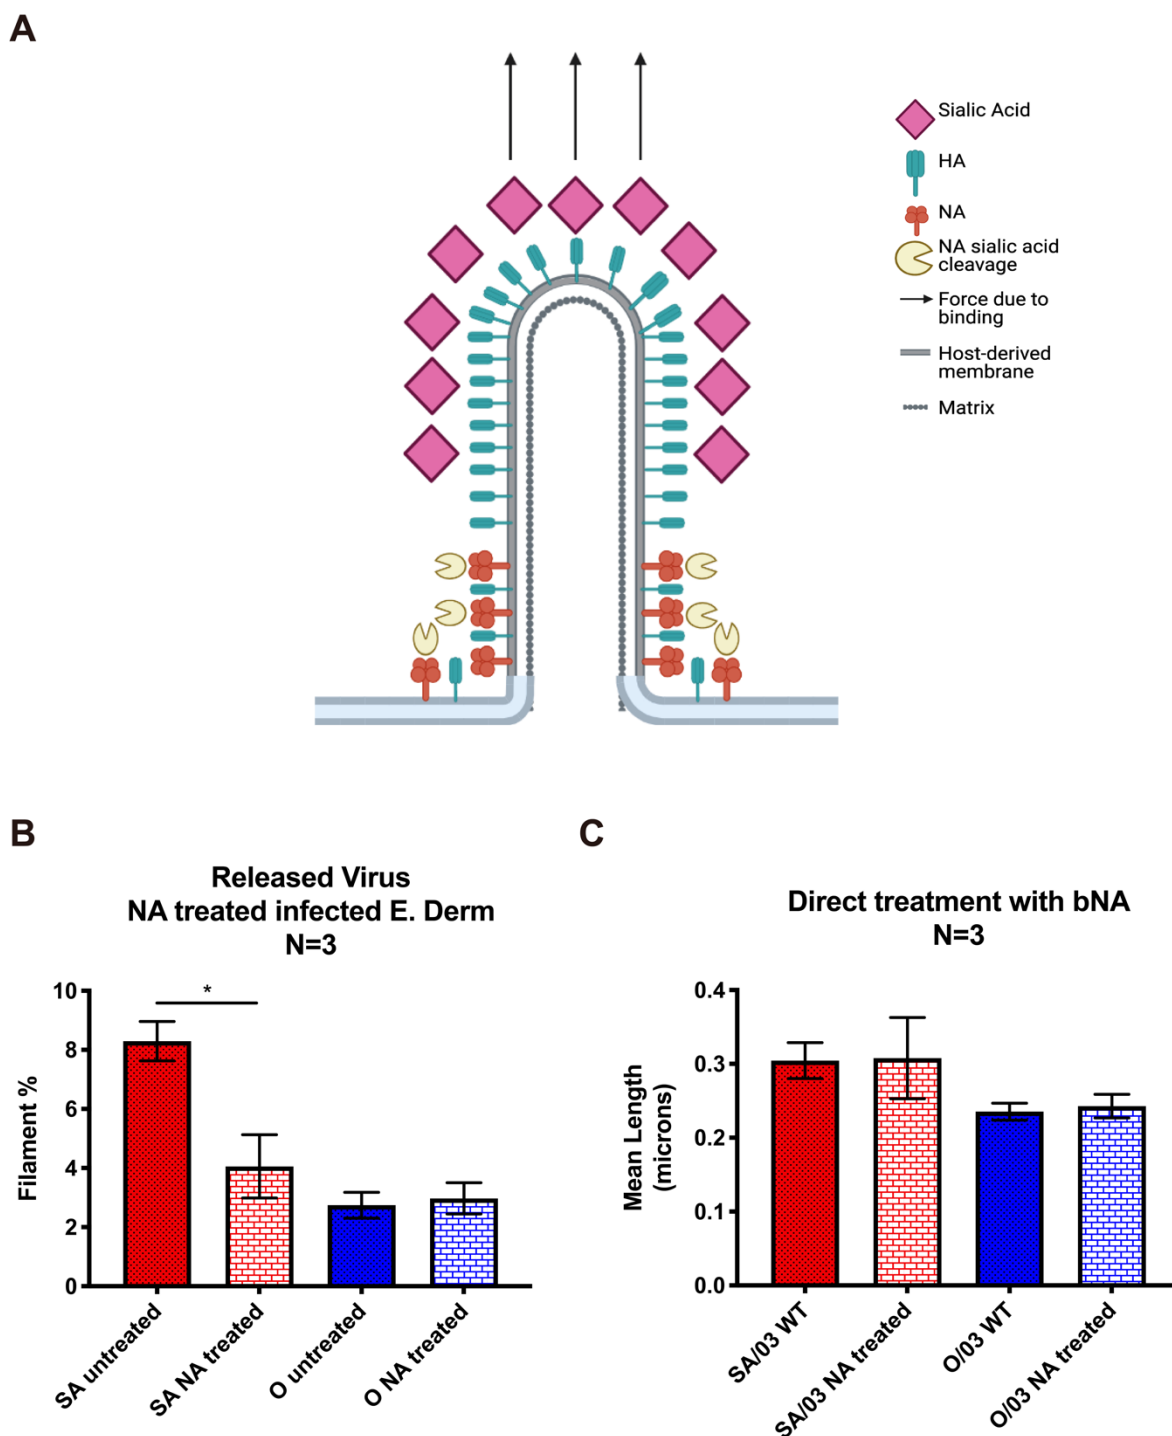 A
Sialic Acid
HA
NA
NA sialic acid
cleavage
Force due to
binding
Host-derived
membrane
Matrix
B
Released Virus
NA treated infected E. Derm
N=3
Filament %
10
8
6
4
2
0
*
SA untreated
SA NA treated
O untreated
O NA treated
C
Direct treatment with bNA
N=3
Mean Length
(microns)
0.4
0.3
0.2
0.1
0.0
SA/03 WT
SA/03 NA treated
O/03 WT
O/03 NA treated